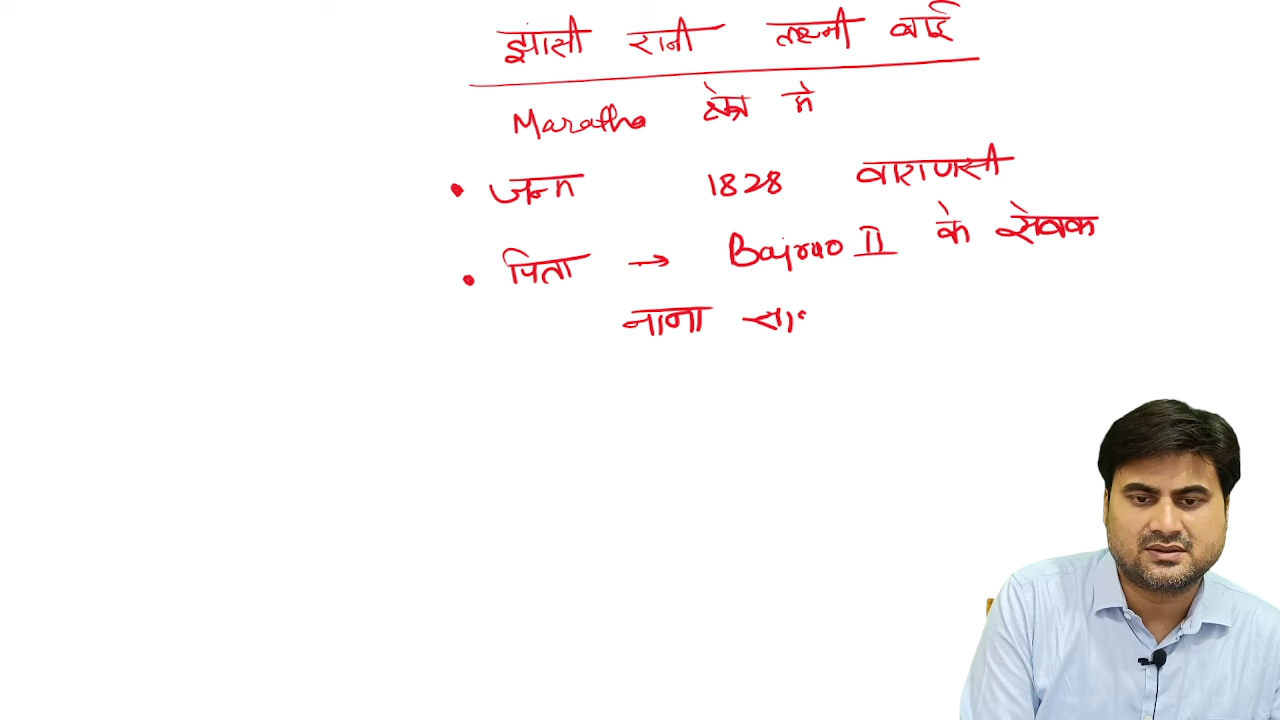 झांसी रानी लक्ष्मी बाई
Maratha क्षेत्र में
• जन्म 1828 वाराणसी
• पिता → Bajirao II के सेवक
नाना सा